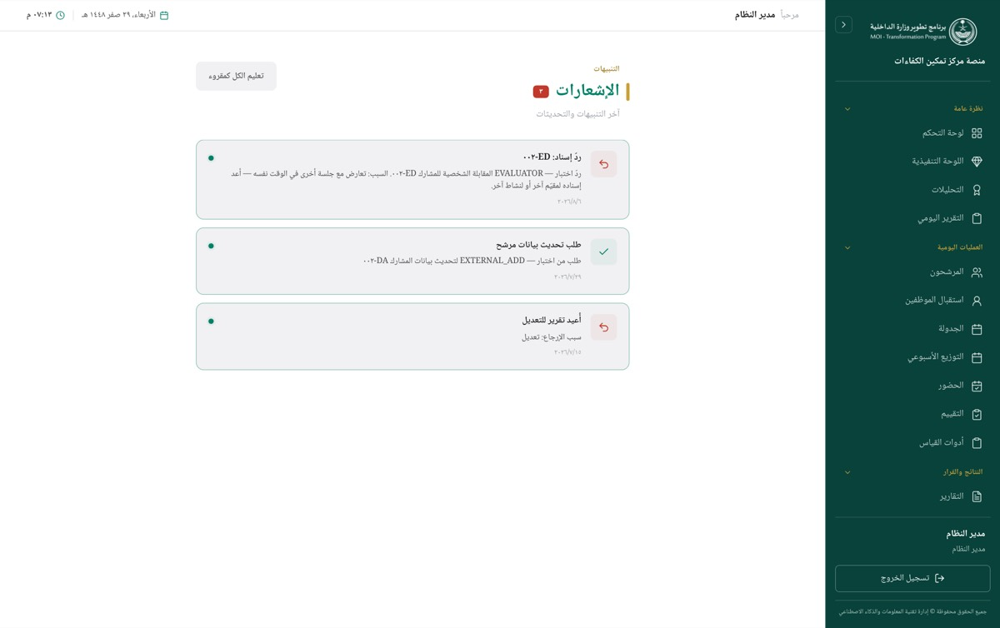 برنامج تطوير وزارة الداخلية
MOI - Transformation Program
منصة مركز تمكين الكفاءات
نظرة عامة
لوحة التحكم
اللوحة التنفيذية
التحليلات
التقرير اليومي
العمليات اليومية
المرشحون
استقبال الموظفين
الجدولة
التوزيع الأسبوعي
الحضور
التقييم
أدوات القياس
النتائج والقرار
التقارير
مدير النظام
مدير النظام
تسجيل الخروج
جميع الحقوق محفوظة © إدارة تقنية المعلومات والذكاء الاصطناعي
مرحباً مدير النظام
الأربعاء، ٢٩ صفر ١٤٤٨ هـ
٠٧:١٣ م
التنبيهات
الإشعارات ٣
آخر التنبيهات والتحديثات
تعليم الكل كمقروء
ردّ إسناد: ED-٠٠٢
ردّ اختبار — EVALUATOR المقابلة الشخصية للمشارك ED-٠٠٢. السبب: تعارض مع جلسة أخرى في الوقت نفسه — أعد
إسناده لمقيّم آخر أو لنشاط آخر.
٢٠٢٦/٨/٦
طلب تحديث بيانات مرشح
طلب من اختبار — EXTERNAL_ADD لتحديث بيانات المشارك DA-٠٠٢
٢٠٢٦/٧/٢٩
أُعيد تقرير للتعديل
سبب الإرجاع: تعديل
٢٠٢٦/٧/١٥